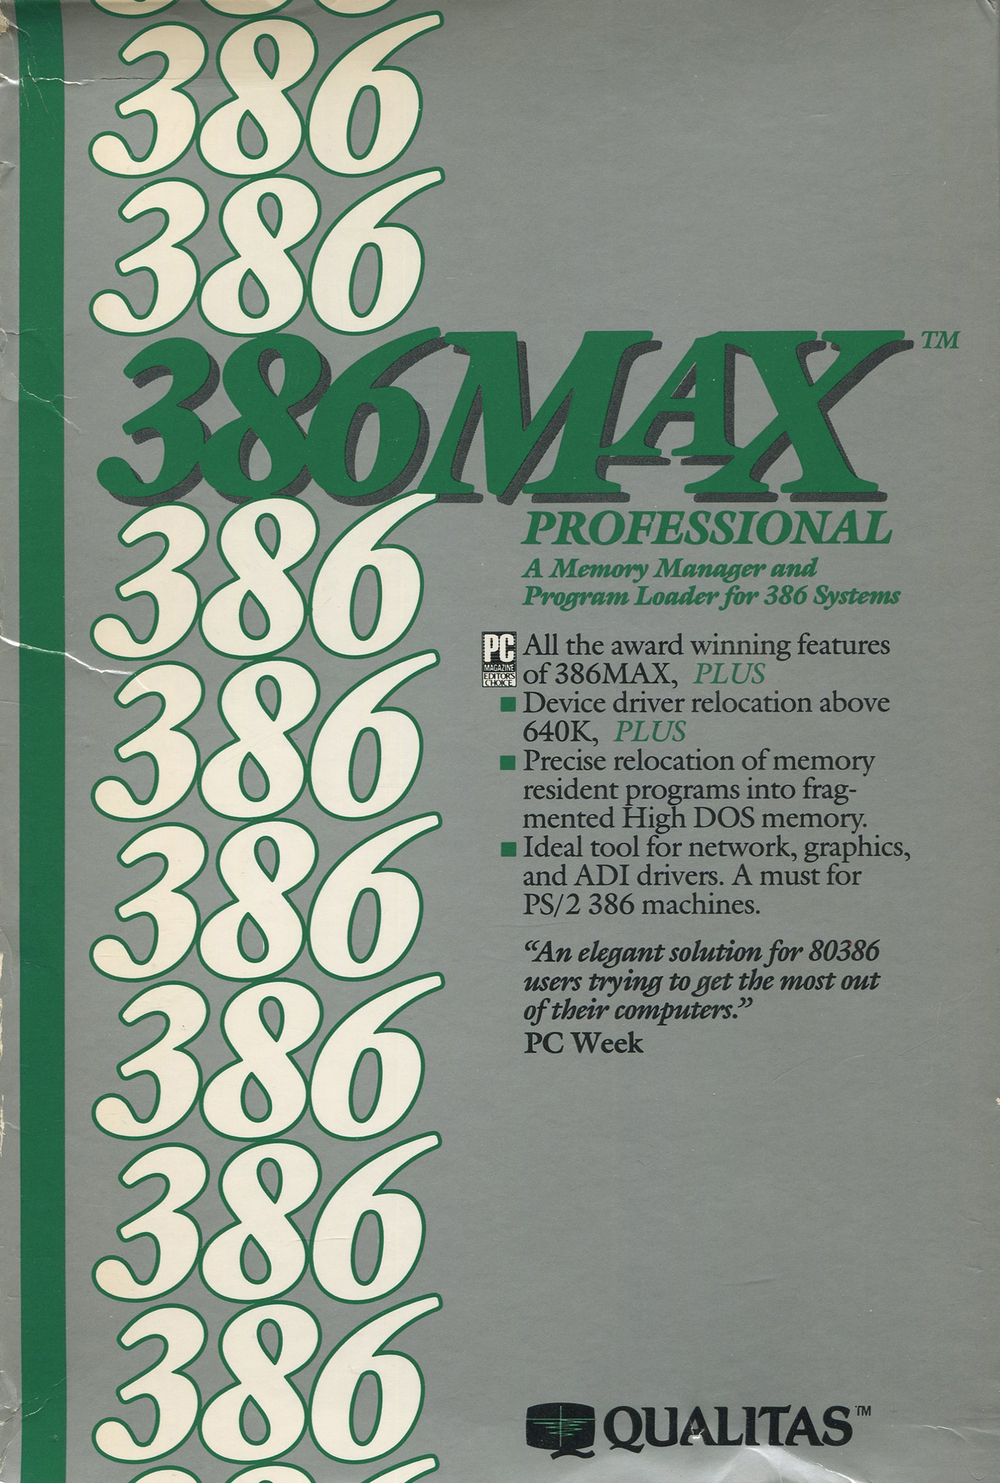 386
386
386MAX™
386
386
386
386
386
386
PROFESSIONAL
A Memory Manager and
Program Loader for 386 Systems
PC
MAGAZINE
EDITOR'S
CHOICE
All the award winning features
of 386MAX, PLUS
■ Device driver relocation above
640K, PLUS
■ Precise relocation of memory
resident programs into frag-
mented High DOS memory.
■ Ideal tool for network, graphics,
and ADI drivers. A must for
PS/2 386 machines.
“An elegant solution for 80386
users trying to get the most out
of their computers.”
PC Week
QUALITAS™